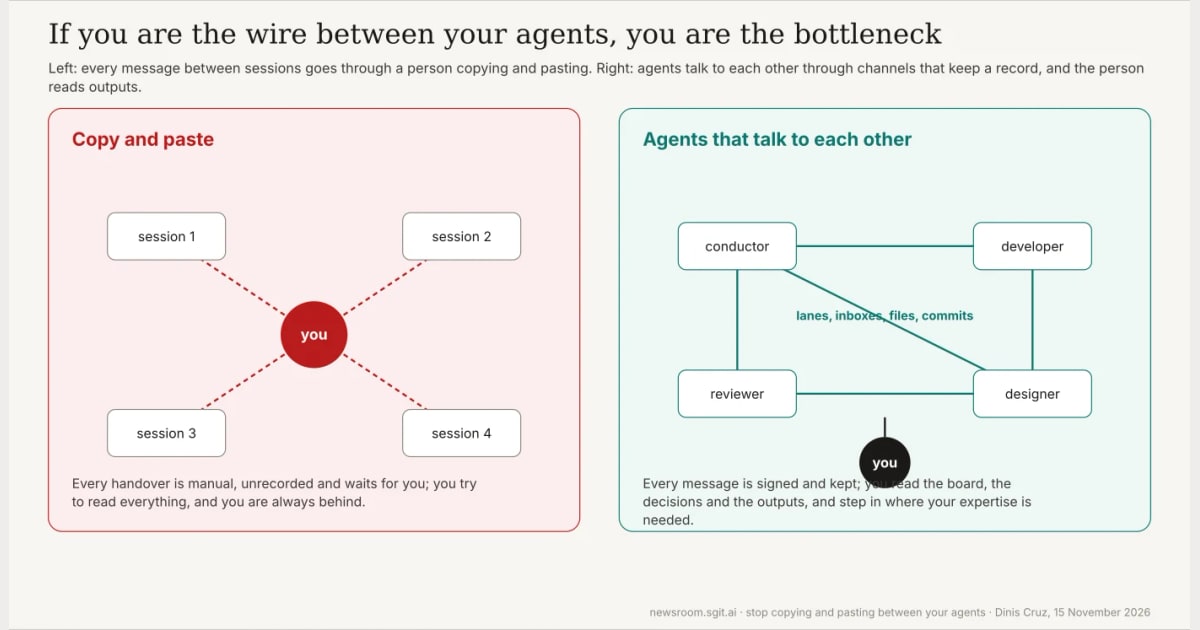 If you are the wire between your agents, you are the bottleneck
Left: every message between sessions goes through a person copying and pasting. Right: agents talk to each other through channels that keep a record, and the person
reads outputs.
Copy and paste
session 1
session 2
you
session 3
session 4
Every handover is manual, unrecorded and waits for you; you try
to read everything, and you are always behind.
Agents that talk to each other
conductor
developer
lanes, inboxes, files, commits
reviewer
designer
you
Every message is signed and kept; you read the board, the
decisions and the outputs, and step in where your expertise is
needed.
newsroom.sgit.ai · stop copying and pasting between your agents · Dinis Cruz, 15 November 2026